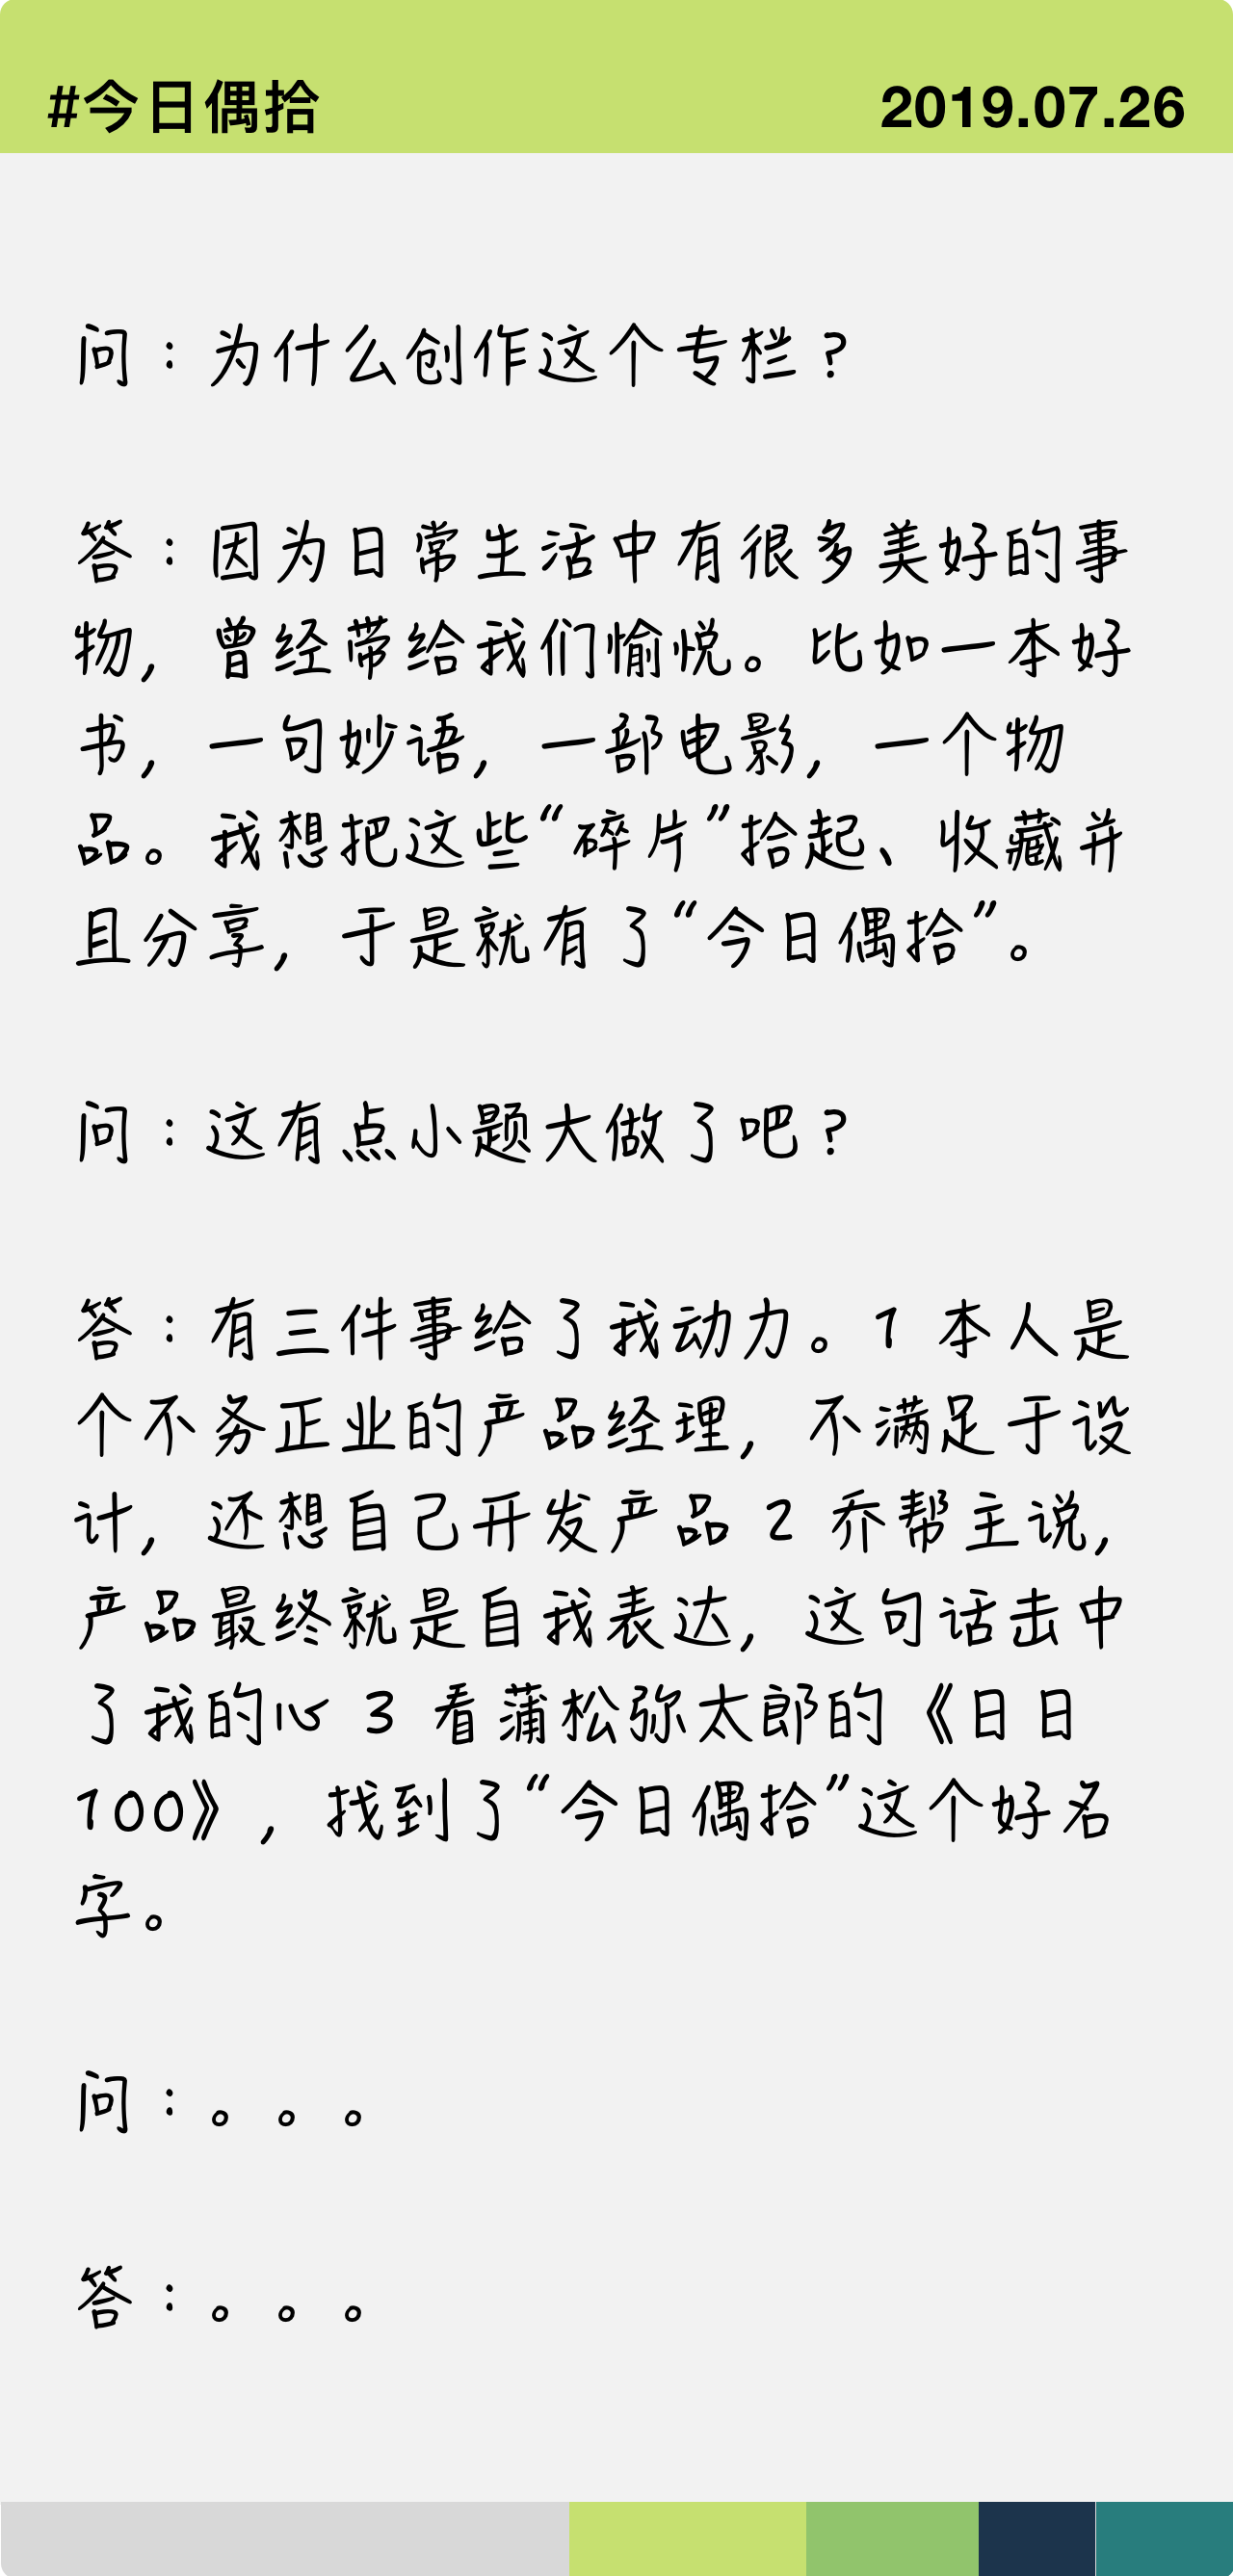 #今日偶拾
2019.07.26
问：为什么创作这个专栏？
答：因为日常生活中有很多美好的事
物，曾经带给我们愉悦。比如一本好
书，一句妙语，一部电影，一个物
品。我想把这些“碎片”拾起、收藏并
且分享，于是就有了“今日偶拾”。
问：这有点小题大做了吧？
答：有三件事给了我动力。1 本人是
个不务正业的产品经理，不满足于设
计，还想自己开发产品 2 乔帮主说，
产品最终就是自我表达，这句话击中
了我的心 3 看蒲松弥太郎的《日日
100》，找到了“今日偶拾”这个好名
字。
问：。。。
答：。。。